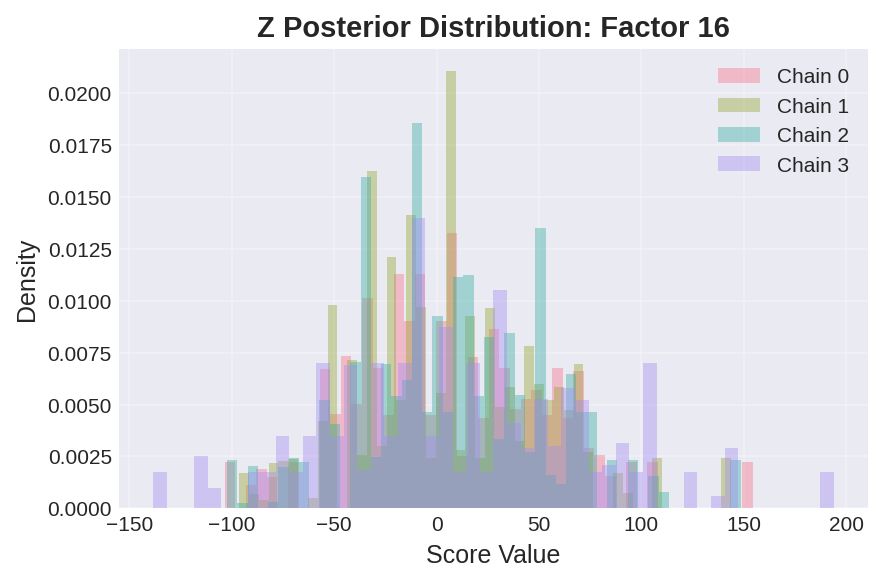 Z Posterior Distribution: Factor 16
Chain 0
Chain 1
Chain 2
Chain 3
0.0200
0.0175
0.0150
0.0125
0.0100
0.0075
0.0050
0.0025
0.0000
Density
−150 −100 −50 0 50 100 150 200
Score Value